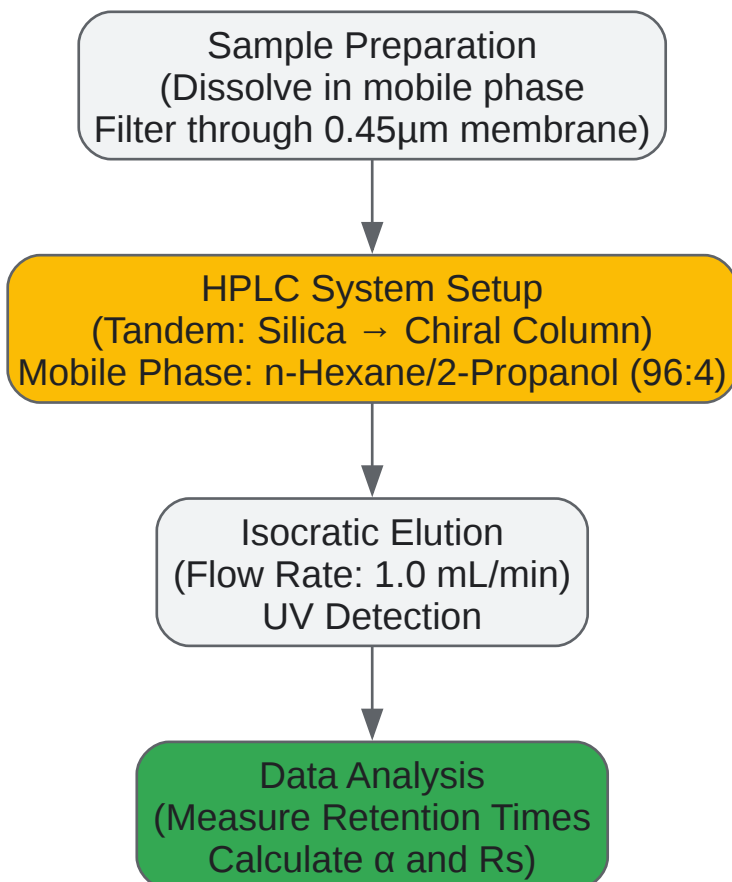 Sample Preparation
(Dissolve in mobile phase
Filter through 0.45µm membrane)
HPLC System Setup
(Tandem: Silica → Chiral Column)
Mobile Phase: n-Hexane/2-Propanol (96:4)
Isocratic Elution
(Flow Rate: 1.0 mL/min)
UV Detection
Data Analysis
(Measure Retention Times
Calculate α and Rs)